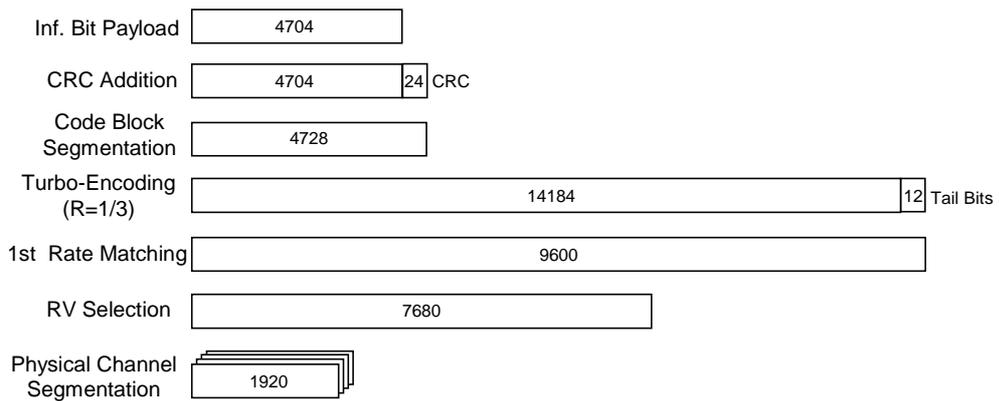 Inf. Bit Payload 4704
CRC Addition 4704 24 CRC
Code Block
Segmentation 4728
Turbo-Encoding
(R=1/3) 14184 12 Tail Bits
1st Rate Matching 9600
RV Selection 7680
Physical Channel
Segmentation 1920